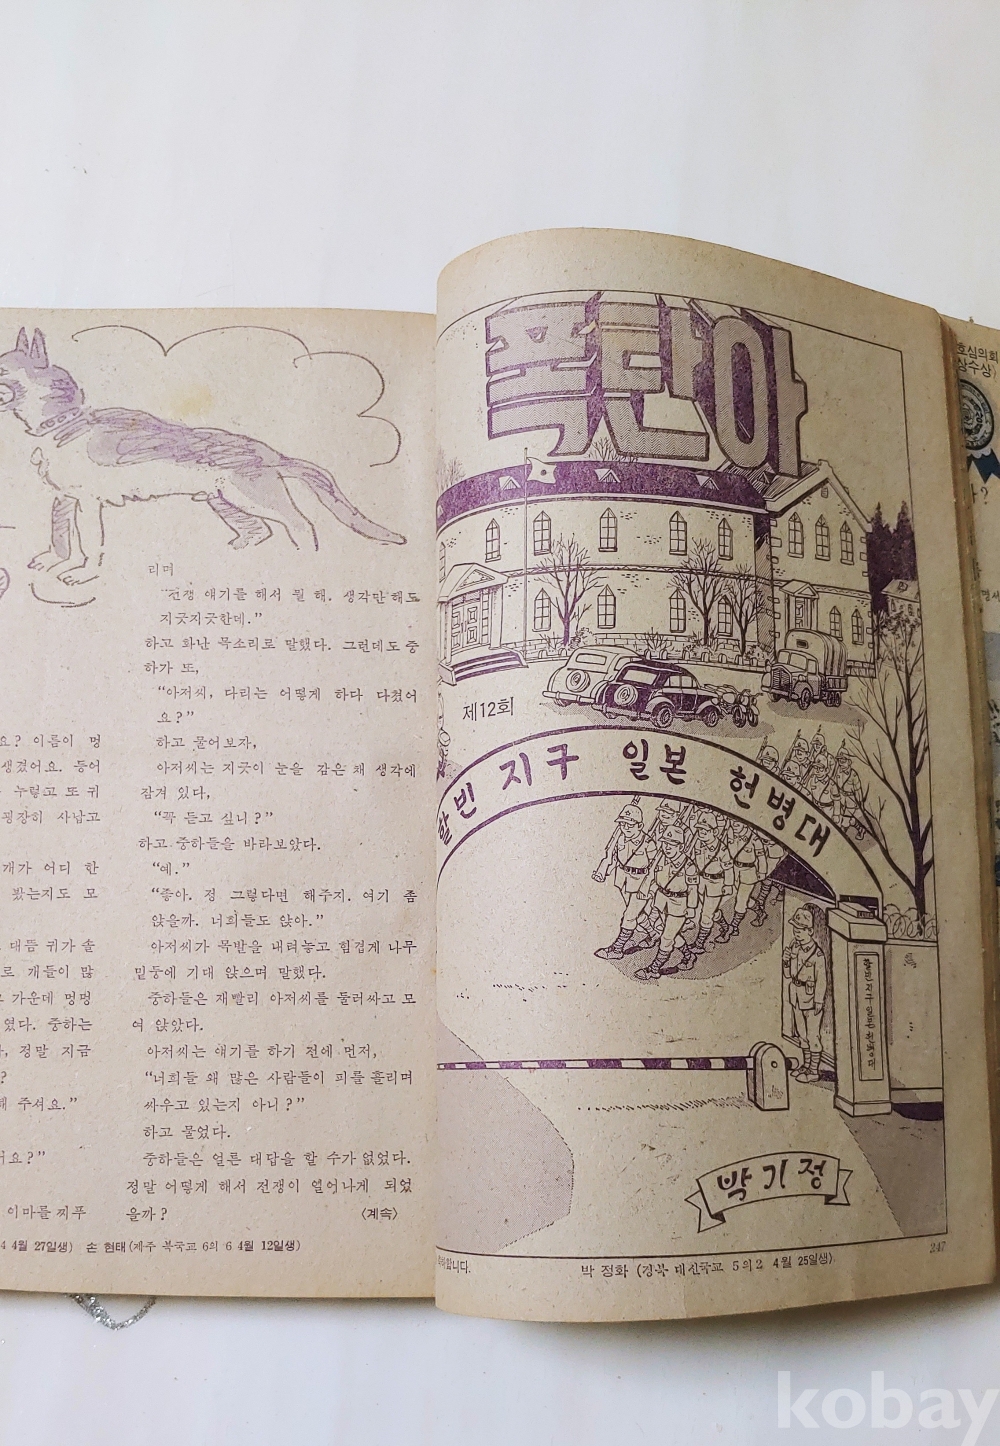 요? 이름이 멍
생겼어요. 등어
누렇고 또 귀
굉장히 사납고
개가 어디 한
봤는지도 모
대뜸 귀가 솔
로 개들이 많
가운데 멍멍
였다. 중하는
정말 지금
?
해 주셔요."
어요?"
이마를 찌푸
리며
"전쟁 얘기를 해서 뭘 해. 생각만 해도
지긋지긋한데."
하고 화난 목소리로 말했다. 그런데도 중
하가 또,
"아저씨, 다리는 어떻게 하다 다쳤어
요?"
하고 물어보자,
아저씨는 지긋이 눈을 감은 채 생각에
잠겨 있다,
"꼭 듣고 싶니?"
하고 중하들을 바라보았다.
"예."
"좋아. 정 그렇다면 해주지. 여기 좀
앉을까. 너희들도 앉아."
아저씨가 목발을 내려놓고 힘겹게 나무
밑둥에 기대 앉으며 말했다.
중하들은 재빨리 아저씨를 둘러싸고 모
여 앉았다.
아저씨는 얘기를 하기 전에 먼저,
"너희들 왜 많은 사람들이 피를 흘리며
싸우고 있는지 아니?"
하고 물었다.
중하들은 얼른 대답을 할 수가 없었다.
정말 어떻게 해서 전쟁이 일어나게 되었
을까?
〈계속〉
4 4월 27일생) 손 현태(제주 북국교 6의 6 4월 12일생)
폭탄아
제12회
할빈 지구 일본 헌병대
박기정
합니다.
박 정화 (경북 대신국교 5의2 4월 25일생).
247
호심의회
상수상)
?
kobay